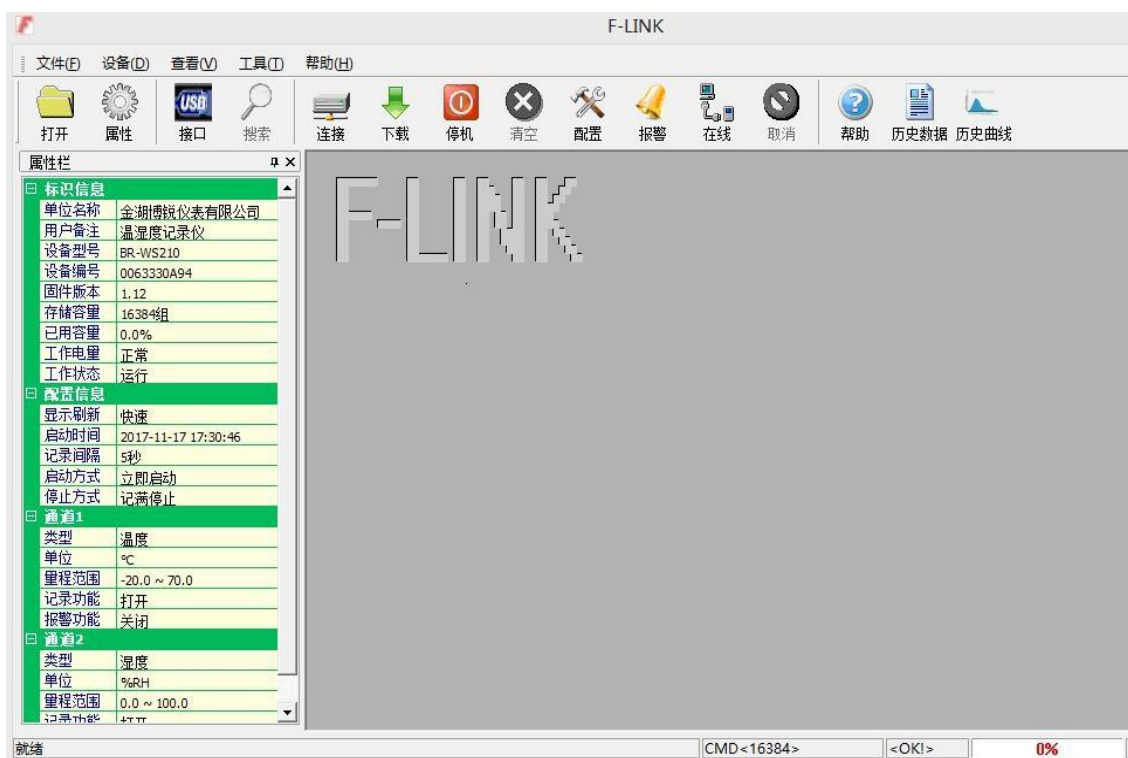 F-LINK
文件(F) 设备(D) 查看(V) 工具(T) 帮助(H)
打开 属性 接口 搜索 连接 下载 停机 清空 配置 报警 在线 取消 帮助 历史数据 历史曲线
USB
属性栏
标识信息
单位名称 金湖博锐仪表有限公司
用户备注 温湿度记录仪
设备型号 BR-WS210
设备编号 0063330A94
固件版本 1.12
存储容量 16384组
已用容量 0.0%
工作电量 正常
工作状态 运行
配置信息
显示刷新 快速
启动时间 2017-11-17 17:30:46
记录间隔 5秒
启动方式 立即启动
停止方式 记满停止
通道1
类型 温度
单位 ℃
量程范围 -20.0 ~ 70.0
记录功能 打开
报警功能 关闭
通道2
类型 湿度
单位 %RH
量程范围 0.0 ~ 100.0
记录功能 打开
F-LINK
就绪 CMD<16384> <OK!> 0%